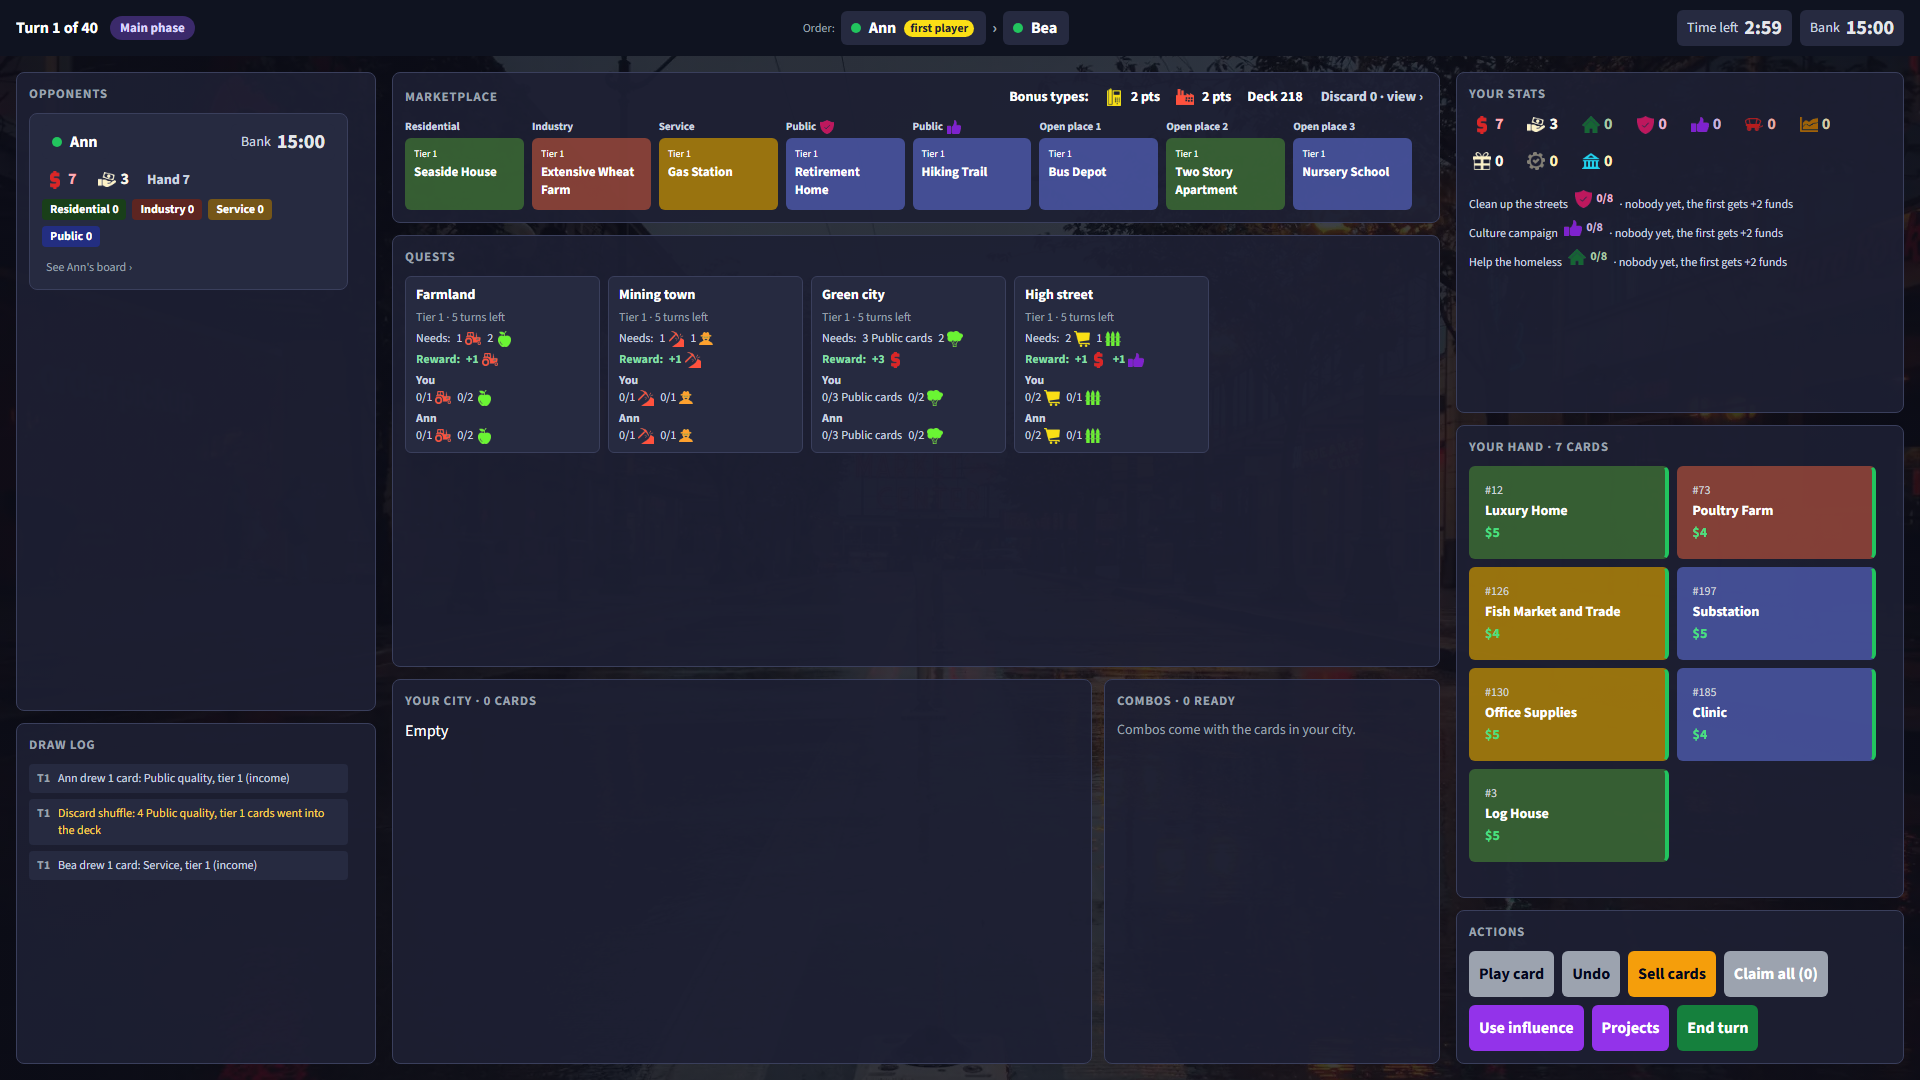 Turn 1 of 40 Main phase
Order: Ann first player › Bea
Time left 2:59 Bank 15:00
OPPONENTS
Ann Bank 15:00
7 3 Hand 7
Residential 0 Industry 0 Service 0
Public 0
See Ann's board ›
DRAW LOG
T1 Ann drew 1 card: Public quality, tier 1 (income)
T1 Discard shuffle: 4 Public quality, tier 1 cards went into
the deck
T1 Bea drew 1 card: Service, tier 1 (income)
MARKETPLACE
Bonus types: 2 pts 2 pts Deck 218 Discard 0 · view ›
Residential Industry Service Public Public Open place 1 Open place 2 Open place 3
Tier 1 Tier 1 Tier 1 Tier 1 Tier 1 Tier 1 Tier 1 Tier 1
Seaside House Extensive Wheat Gas Station Retirement Hiking Trail Bus Depot Two Story Nursery School
Farm Home Apartment
QUESTS
Farmland
Tier 1 · 5 turns left
Needs: 1 2
Reward: +1
You
0/1 0/2
Ann
0/1 0/2
Mining town
Tier 1 · 5 turns left
Needs: 1 1
Reward: +1
You
0/1 0/1
Ann
0/1 0/1
Green city
Tier 1 · 5 turns left
Needs: 3 Public cards 2
Reward: +3
You
0/3 Public cards 0/2
Ann
0/3 Public cards 0/2
High street
Tier 1 · 5 turns left
Needs: 2 1
Reward: +1 +1
You
0/2 0/1
Ann
0/2 0/1
YOUR CITY · 0 CARDS
Empty
COMBOS · 0 READY
Combos come with the cards in your city.
YOUR STATS
7 3 0 0 0 0 0
0 0 0
Clean up the streets 0/8 · nobody yet, the first gets +2 funds
Culture campaign 0/8 · nobody yet, the first gets +2 funds
Help the homeless 0/8 · nobody yet, the first gets +2 funds
YOUR HAND · 7 CARDS
#12
Luxury Home
$5
#73
Poultry Farm
$4
#126
Fish Market and Trade
$4
#197
Substation
$5
#130
Office Supplies
$5
#185
Clinic
$4
#3
Log House
$5
ACTIONS
Play card Undo Sell cards Claim all (0)
Use influence Projects End turn